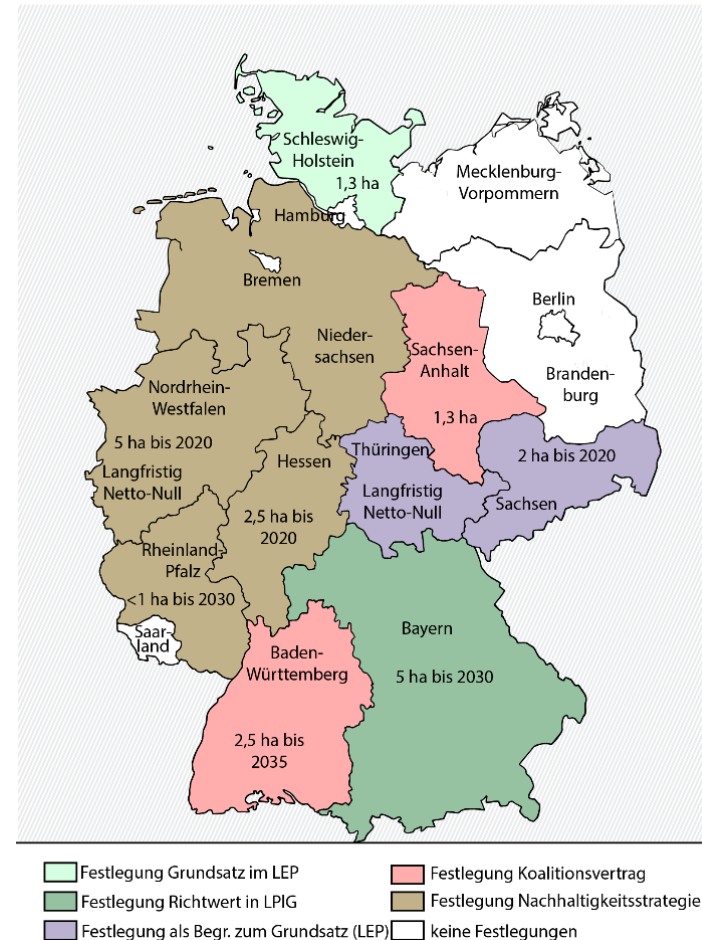 Schleswig-
Holstein
1,3 ha
Mecklenburg-
Vorpommern
Hamburg
Bremen
Berlin
Nieder-
sachsen
Sachsen-
Anhalt
1,3 ha
Branden-
burg
Nordrhein-
Westfalen
5 ha bis 2020
Langfristig
Netto-Null
Hessen
2,5 ha bis
2020
Thüringen
Langfristig
Netto-Null
2 ha bis 2020
Sachsen
Rheinland-
Pfalz
<1 ha bis 2030
Saar-
land
Bayern
5 ha bis 2030
Baden-
Württemberg
2,5 ha bis
2035
Festlegung Grundsatz im LEP
Festlegung Richtwert in LPlG
Festlegung als Begr. zum Grundsatz (LEP)
Festlegung Koalitionsvertrag
Festlegung Nachhaltigkeitsstrategie
keine Festlegungen